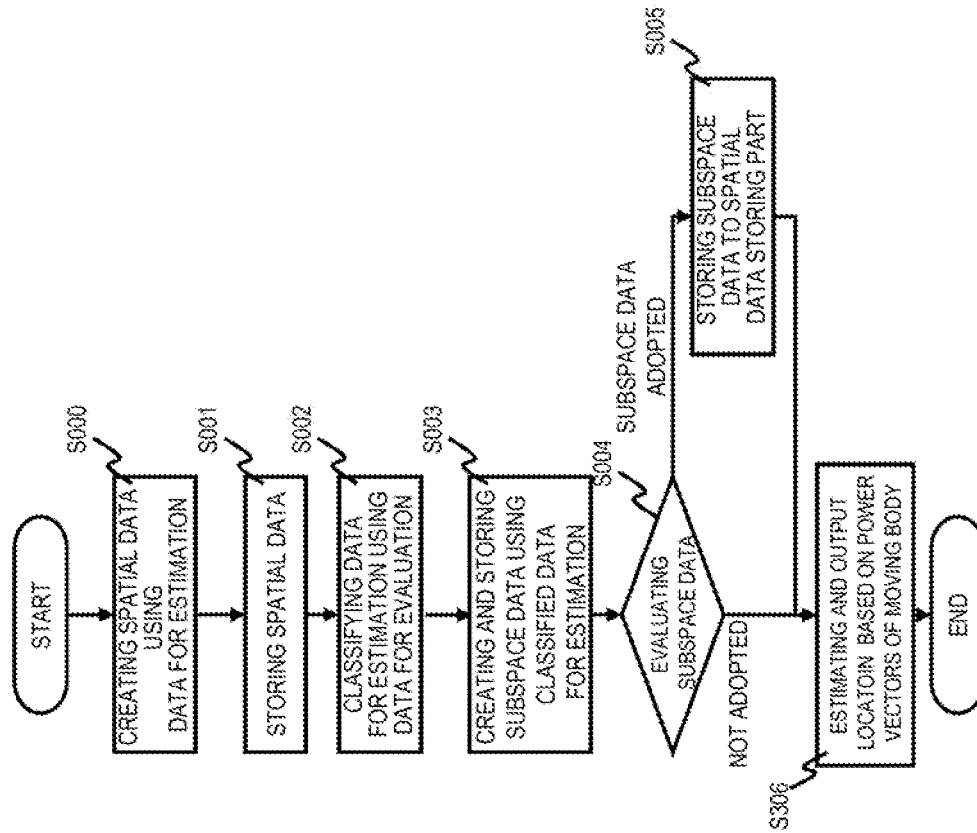 START
S000
CREATING SPATIAL DATA
USING
DATA FOR ESTIMATION
S001
STORING SPATIAL DATA
S002
CLASSIFYING DATA
FOR ESTIMATION USING
DATA FOR EVALUATION
S003
CREATING AND STORING
SUBSPACE DATA USING
CLASSIFIED DATA
FOR ESTIMATION
S004
EVALUATING
SUBSPACE DATA
SUBSPACE DATA
ADOPTED
S005
STORING SUBSPACE
DATA TO SPATIAL
DATA STORING PART
NOT ADOPTED
S306
ESTIMATING AND OUTPUT
LOCATOIN BASED ON POWER
VECTORS OF MOVING BODY
END